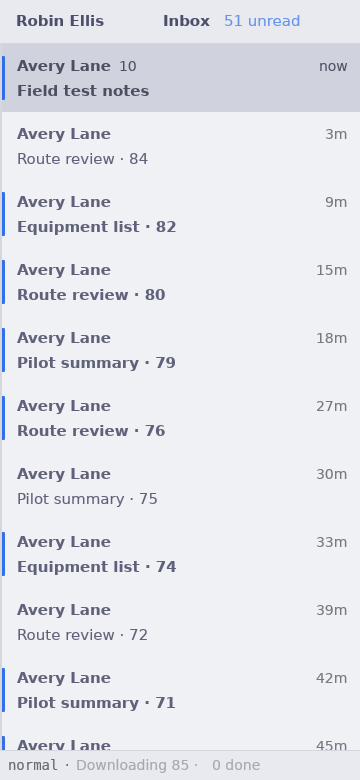 Robin Ellis Inbox 51 unread
Avery Lane 10 now
Field test notes
Avery Lane 3m
Route review · 84
Avery Lane 9m
Equipment list · 82
Avery Lane 15m
Route review · 80
Avery Lane 18m
Pilot summary · 79
Avery Lane 27m
Route review · 76
Avery Lane 30m
Pilot summary · 75
Avery Lane 33m
Equipment list · 74
Avery Lane 39m
Route review · 72
Avery Lane 42m
Pilot summary · 71
Avery Lane 45m
normal · Downloading 85 · 0 done